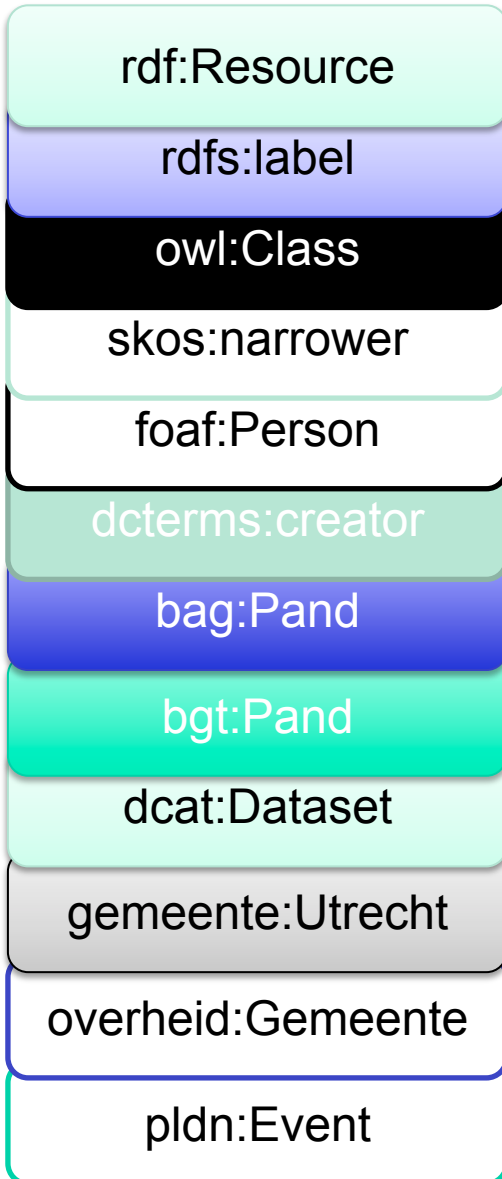 rdf:Resource
rdfs:label
owl:Class
skos:narrower
foaf:Person
dcterms:creator
bag:Pand
bgt:Pand
dcat:Dataset
gemeente:Utrecht
overheid:Gemeente
pldn:Event